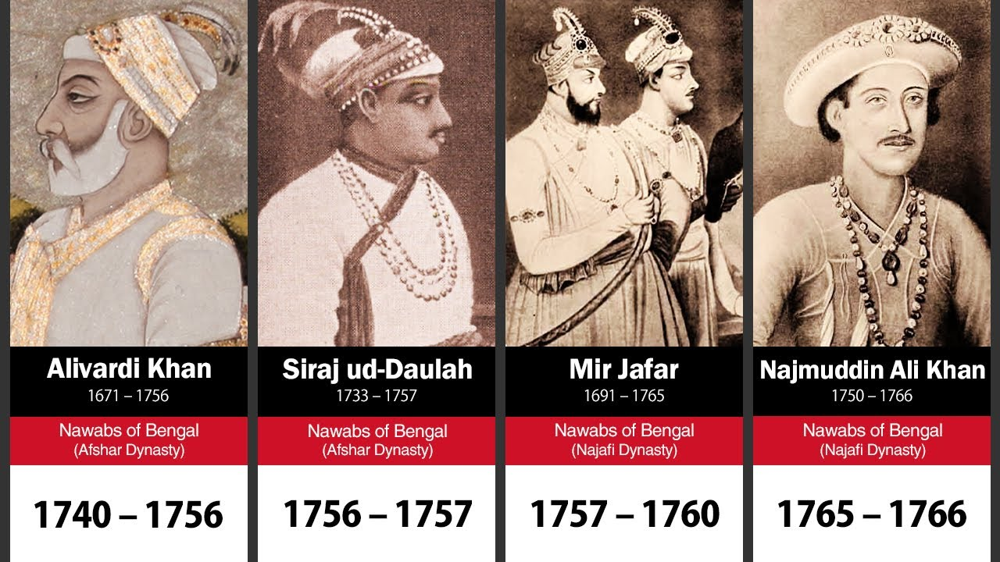 Alivardi Khan
1671 – 1756
Nawabs of Bengal
(Afshar Dynasty)
1740 – 1756
Siraj ud-Daulah
1733 – 1757
Nawabs of Bengal
(Afshar Dynasty)
1756 – 1757
Mir Jafar
1691 – 1765
Nawabs of Bengal
(Najafi Dynasty)
1757 – 1760
Najmuddin Ali Khan
1750 – 1766
Nawabs of Bengal
(Najafi Dynasty)
1765 – 1766